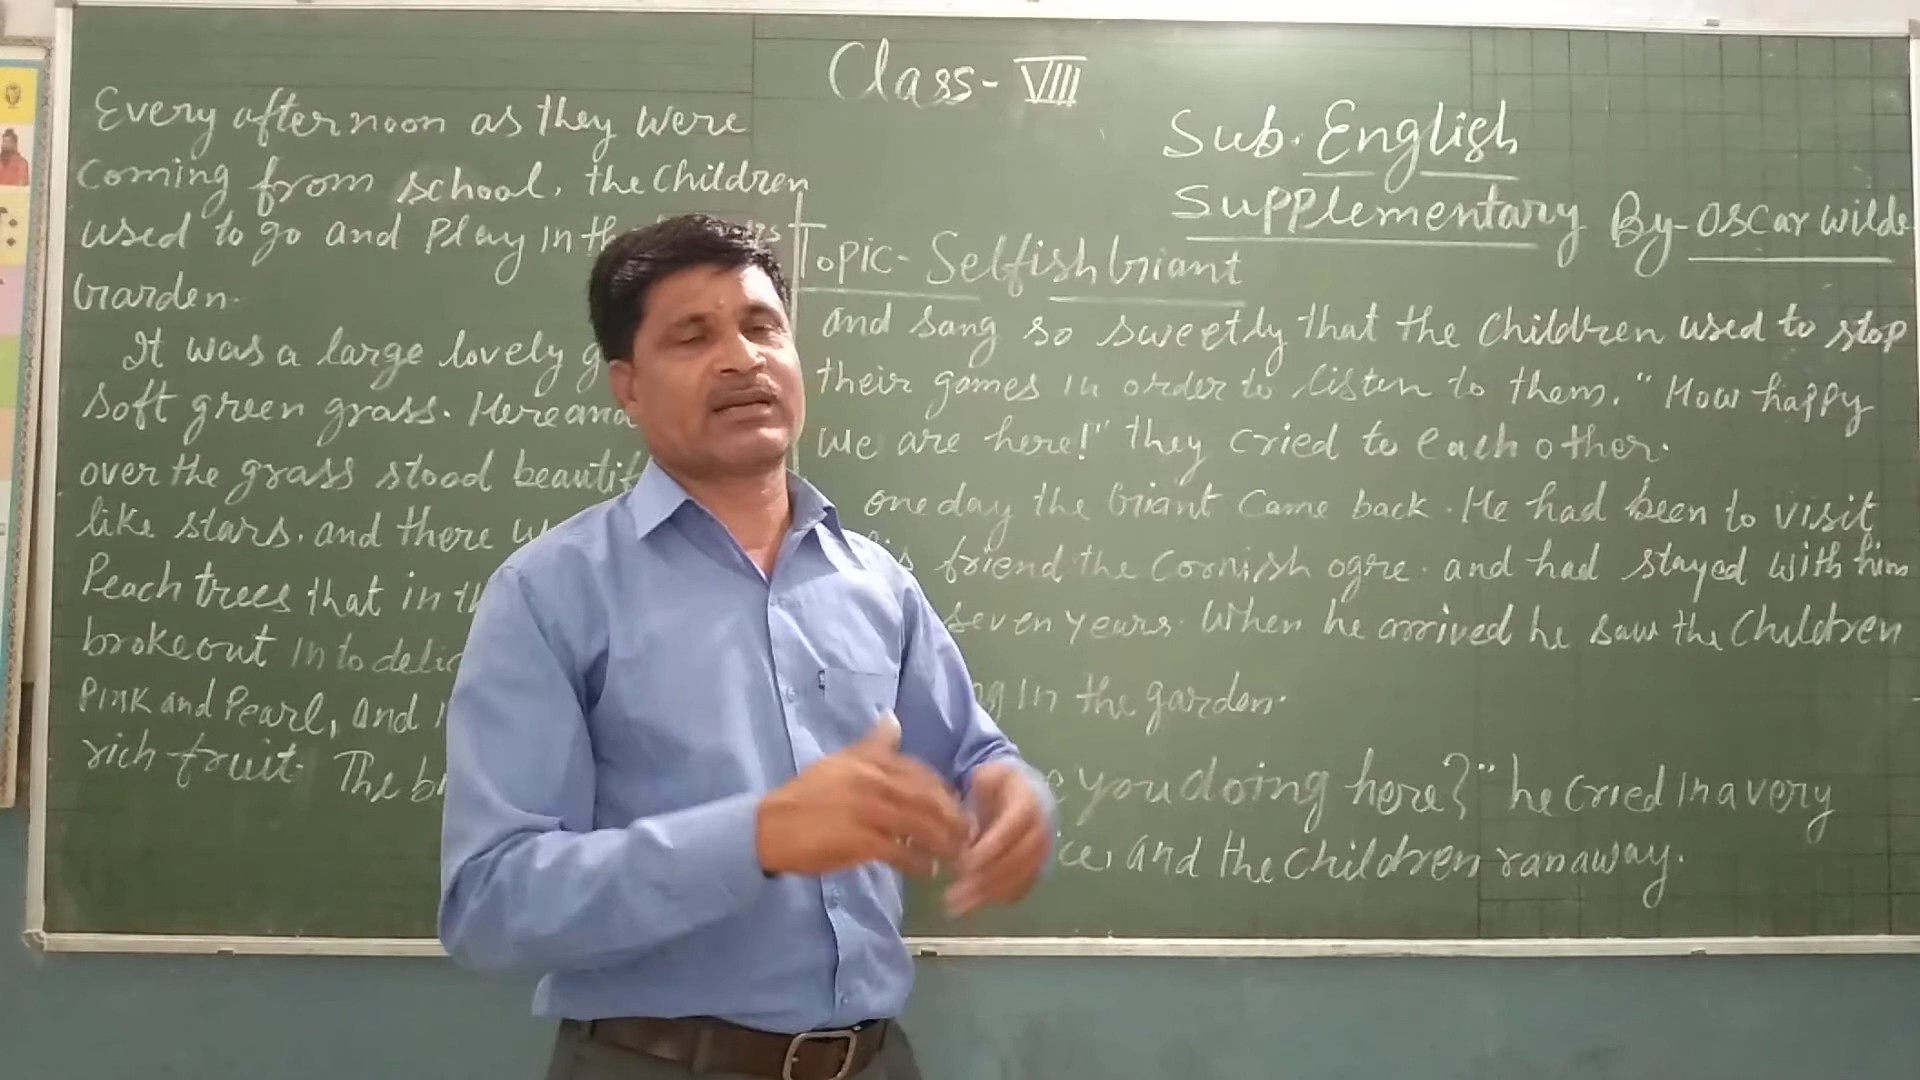 Class- VIII
Sub. English
Supplementary By- Oscar Wilde
Topic- Selfish Giant
Every afternoon as they were
coming from school, the children
used to go and play in
Garden.
It was a large lovely
soft green grass. Here and
over the grass stood
like stars, and there
Peach trees that in
broke out in to
Pink and Pearl, and
rich fruit. The
and sang so sweetly that the children used to stop
their games in order to listen to them. "How happy
we are here!" they cried to each other.
one day the Giant came back. He had been to visit
friend the Cornish ogre. and had stayed with him
seven years. When he arrived he saw the children
in the garden.
you doing here?" he cried in a very
and the children ran away.